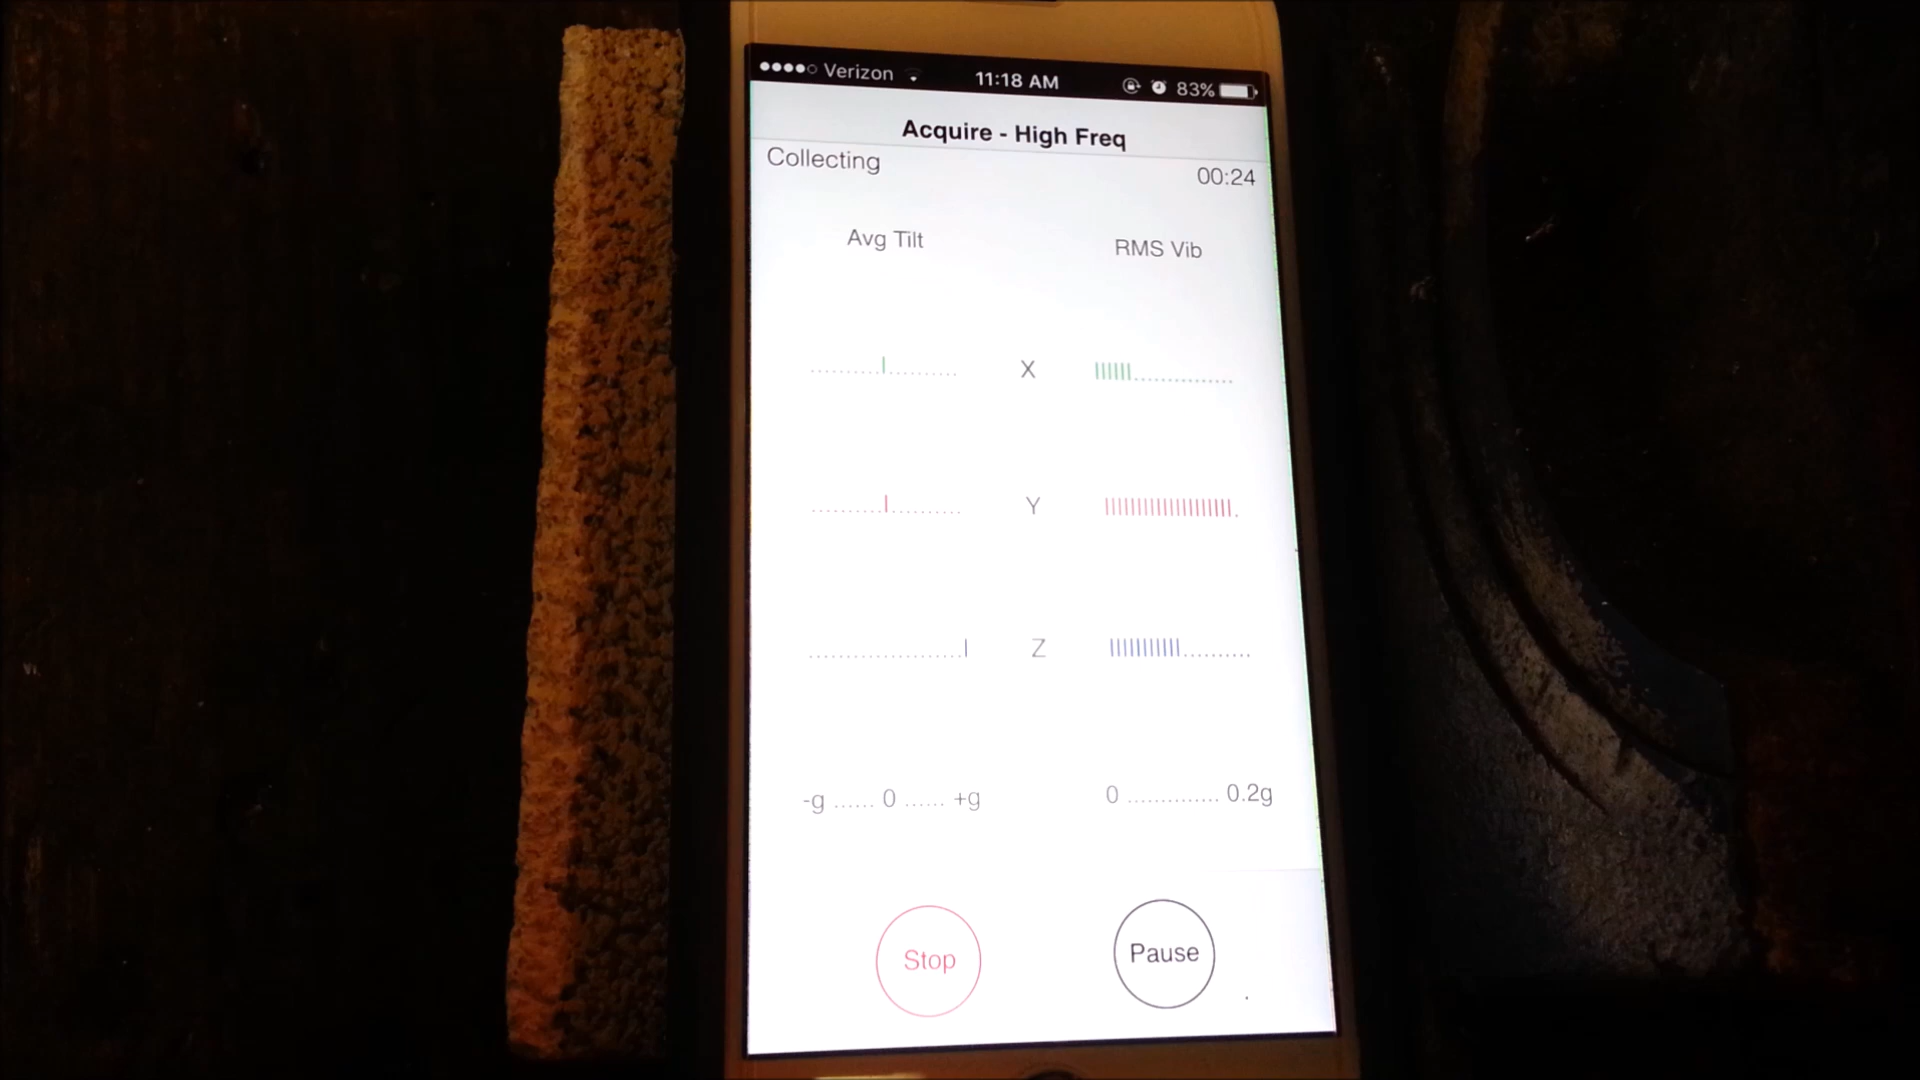 Verizon 11:18 AM 83%
Acquire - High Freq
Collecting 00:24
Avg Tilt RMS Vib
X
Y
Z
-g ...... 0 ...... +g 0 .............. 0.2g
Stop Pause